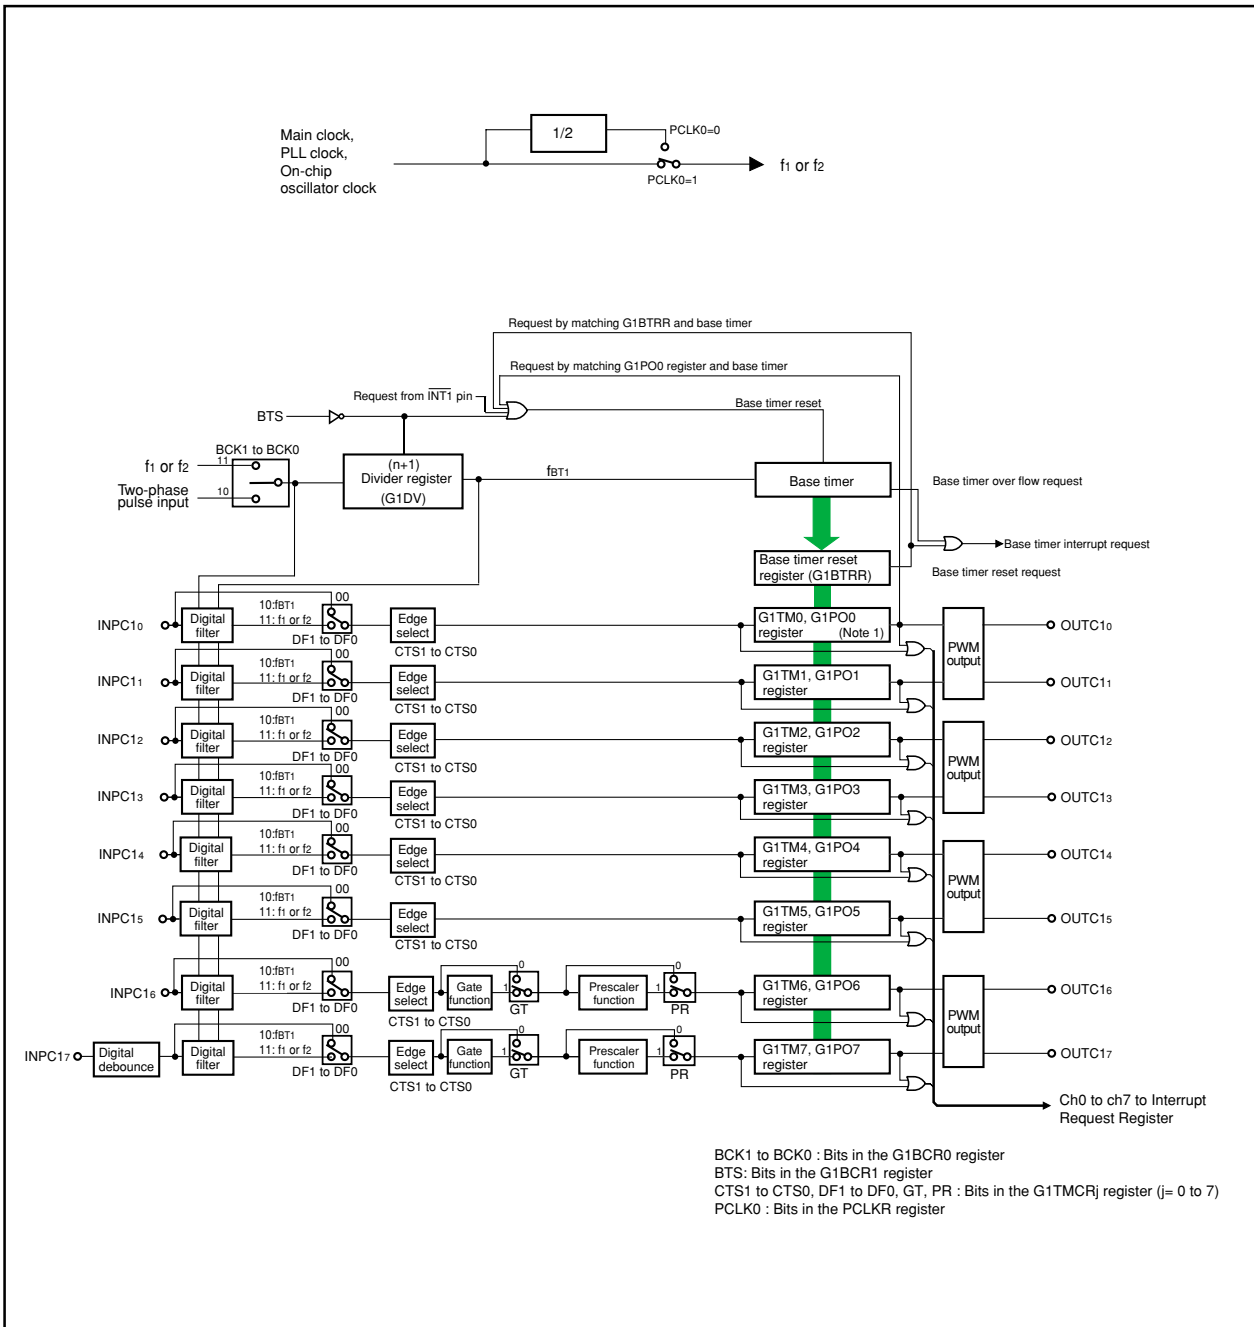 Main clock,
PLL clock,
On-chip
oscillator clock
1/2
PCLK0=0
PCLK0=1
f1 or f2
Request by matching G1BTRR and base timer
Request by matching G1PO0 register and base timer
Request from INT1 pin
Base timer reset
BTS
BCK1 to BCK0
f1 or f2
11
Two-phase
pulse input
10
(n+1)
Divider register
(G1DV)
fBT1
Base timer
Base timer over flow request
Base timer interrupt request
Base timer reset
register (G1BTRR)
Base timer reset request
INPC10
Digital
filter
10:fBT1
11: f1 or f2
00
DF1 to DF0
Edge
select
CTS1 to CTS0
G1TM0, G1PO0
register (Note 1)
PWM
output
OUTC10
INPC11
Digital
filter
10:fBT1
11: f1 or f2
00
DF1 to DF0
Edge
select
CTS1 to CTS0
G1TM1, G1PO1
register
OUTC11
INPC12
Digital
filter
10:fBT1
11: f1 or f2
00
DF1 to DF0
Edge
select
CTS1 to CTS0
G1TM2, G1PO2
register
PWM
output
OUTC12
INPC13
Digital
filter
10:fBT1
11: f1 or f2
00
DF1 to DF0
Edge
select
CTS1 to CTS0
G1TM3, G1PO3
register
OUTC13
INPC14
Digital
filter
10:fBT1
11: f1 or f2
00
DF1 to DF0
Edge
select
CTS1 to CTS0
G1TM4, G1PO4
register
PWM
output
OUTC14
INPC15
Digital
filter
10:fBT1
11: f1 or f2
00
DF1 to DF0
Edge
select
CTS1 to CTS0
G1TM5, G1PO5
register
OUTC15
INPC16
Digital
filter
10:fBT1
11: f1 or f2
00
DF1 to DF0
Edge
select
CTS1 to CTS0
Gate
function
0
1
GT
Prescaler
function
0
1
PR
G1TM6, G1PO6
register
PWM
output
OUTC16
INPC17
Digital
debounce
Digital
filter
10:fBT1
11: f1 or f2
00
DF1 to DF0
Edge
select
CTS1 to CTS0
Gate
function
0
1
GT
Prescaler
function
0
1
PR
G1TM7, G1PO7
register
OUTC17
Ch0 to ch7 to Interrupt
Request Register
BCK1 to BCK0 : Bits in the G1BCR0 register
BTS: Bits in the G1BCR1 register
CTS1 to CTS0, DF1 to DF0, GT, PR : Bits in the G1TMCRj register (j= 0 to 7)
PCLK0 : Bits in the PCLKR register